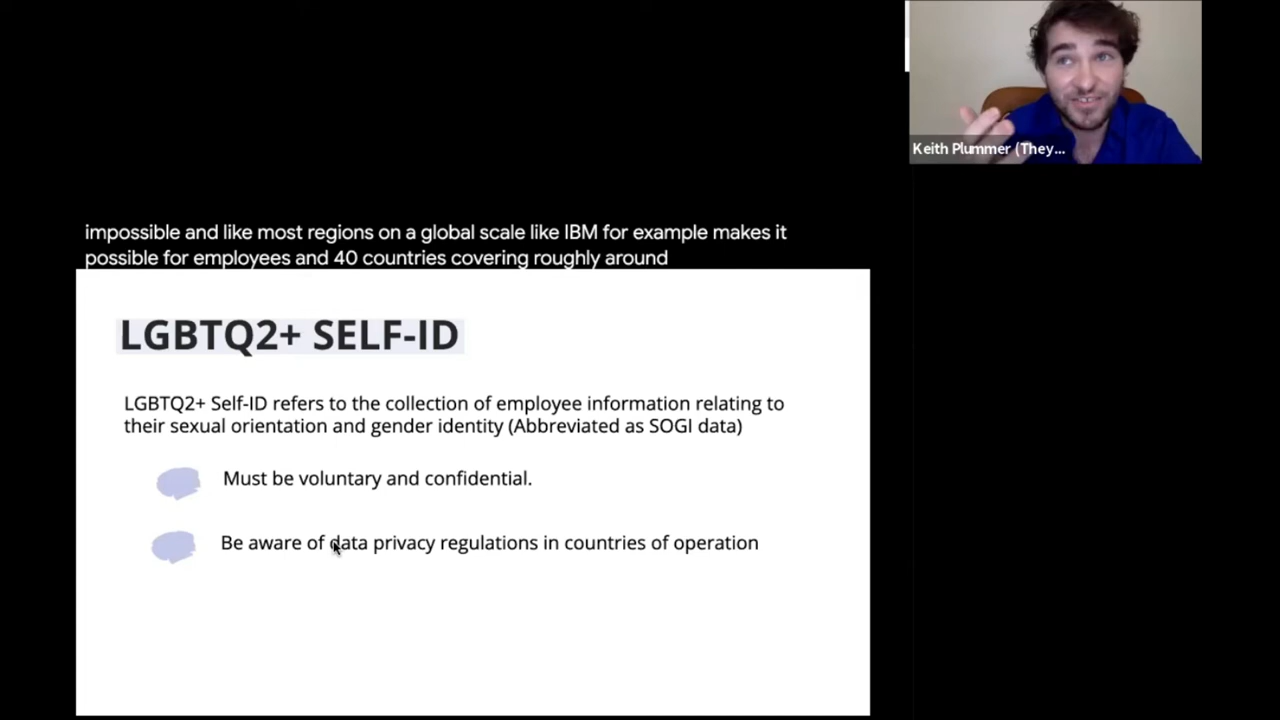 Keith Plummer (They...
impossible and like most regions on a global scale like IBM for example makes it
possible for employees and 40 countries covering roughly around
LGBTQ2+ SELF-ID
LGBTQ2+ Self-ID refers to the collection of employee information relating to
their sexual orientation and gender identity (Abbreviated as SOGI data)
Must be voluntary and confidential.
Be aware of data privacy regulations in countries of operation